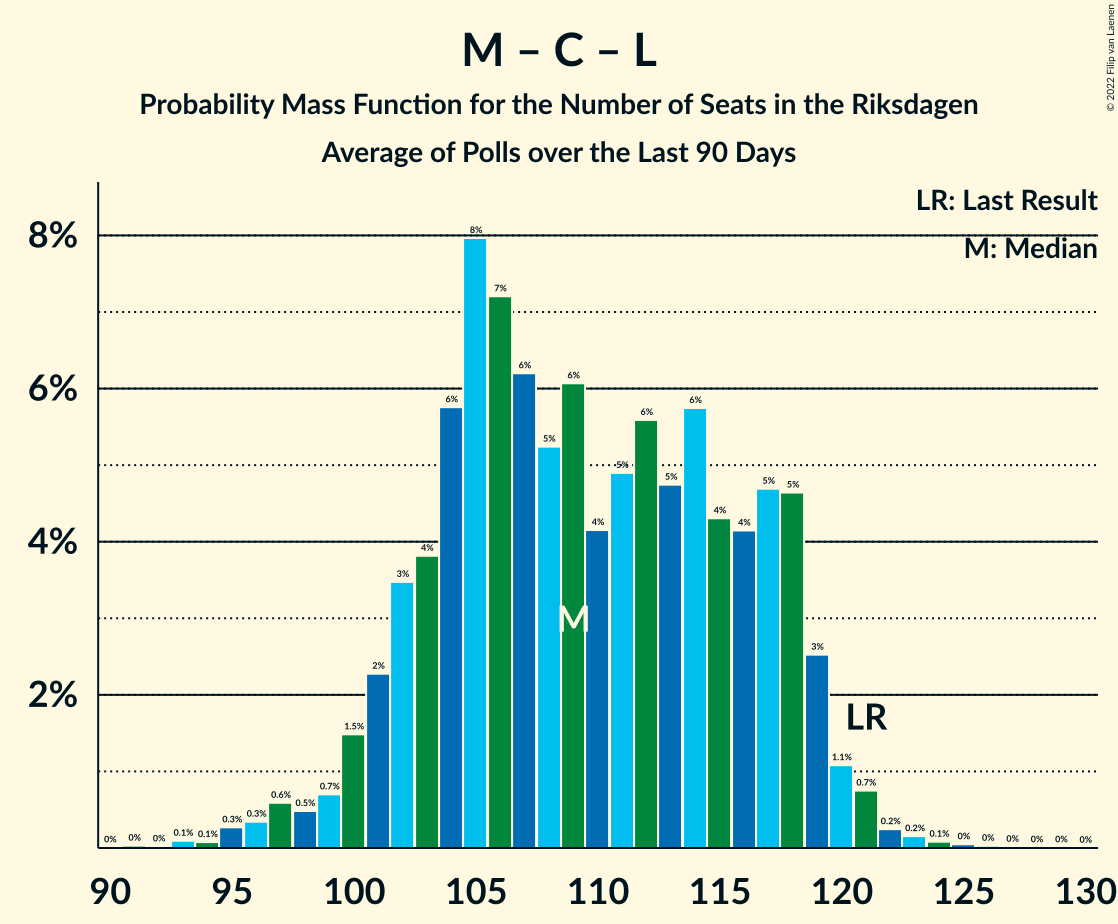 M – C – L
Probability Mass Function for the Number of Seats in the Riksdagen
Average of Polls over the Last 90 Days
© 2022 Filip van Laenen
LR: Last Result
M: Median
8%
6%
4%
2%
0% 0% 0% 0.1% 0.1% 0.3% 0.3% 0.6% 0.5% 0.7% 1.5% 2% 3% 4% 6% 8% 7% 6% 5% 6% 4% 5% 6% 5% 6% 4% 4% 5% 5% 3% 1.1% 0.7% 0.2% 0.2% 0.1% 0% 0% 0% 0% 0% 0%
M
LR
90 95 100 105 110 115 120 125 130